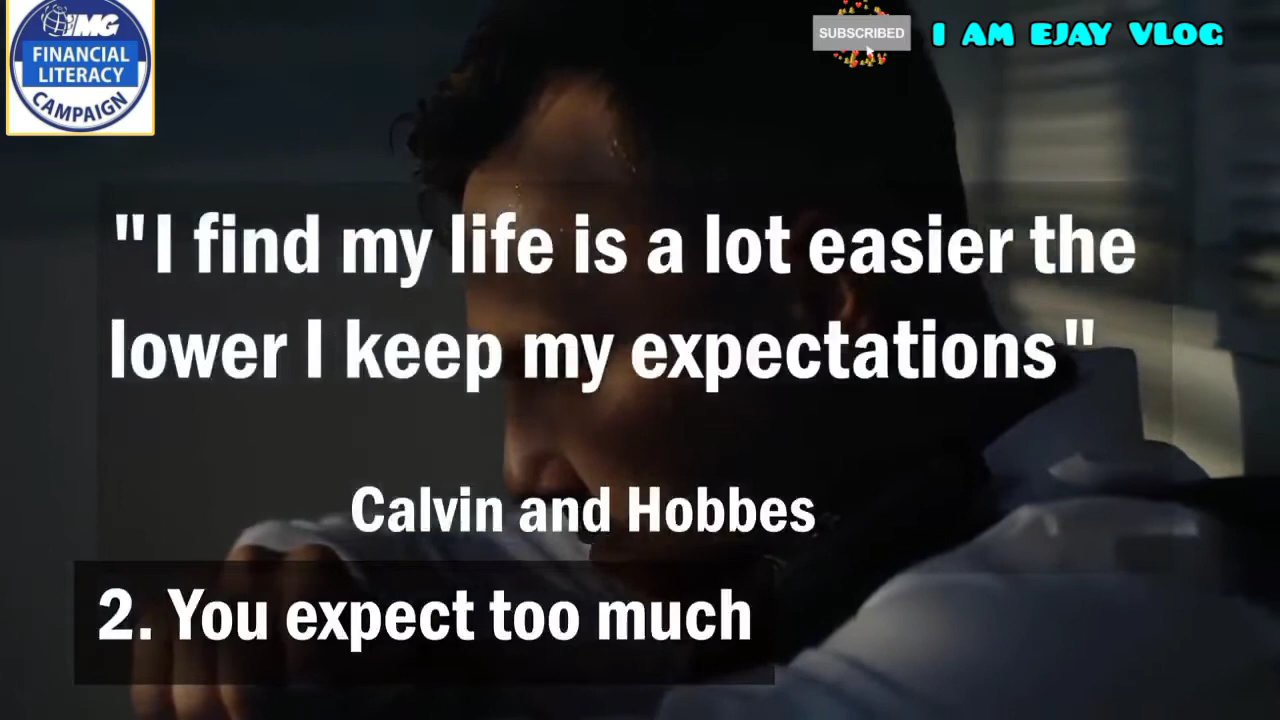 IMG
FINANCIAL
LITERACY
CAMPAIGN
SUBSCRIBED
I AM EJAY VLOG
"I find my life is a lot easier the
lower I keep my expectations"
Calvin and Hobbes
2. You expect too much